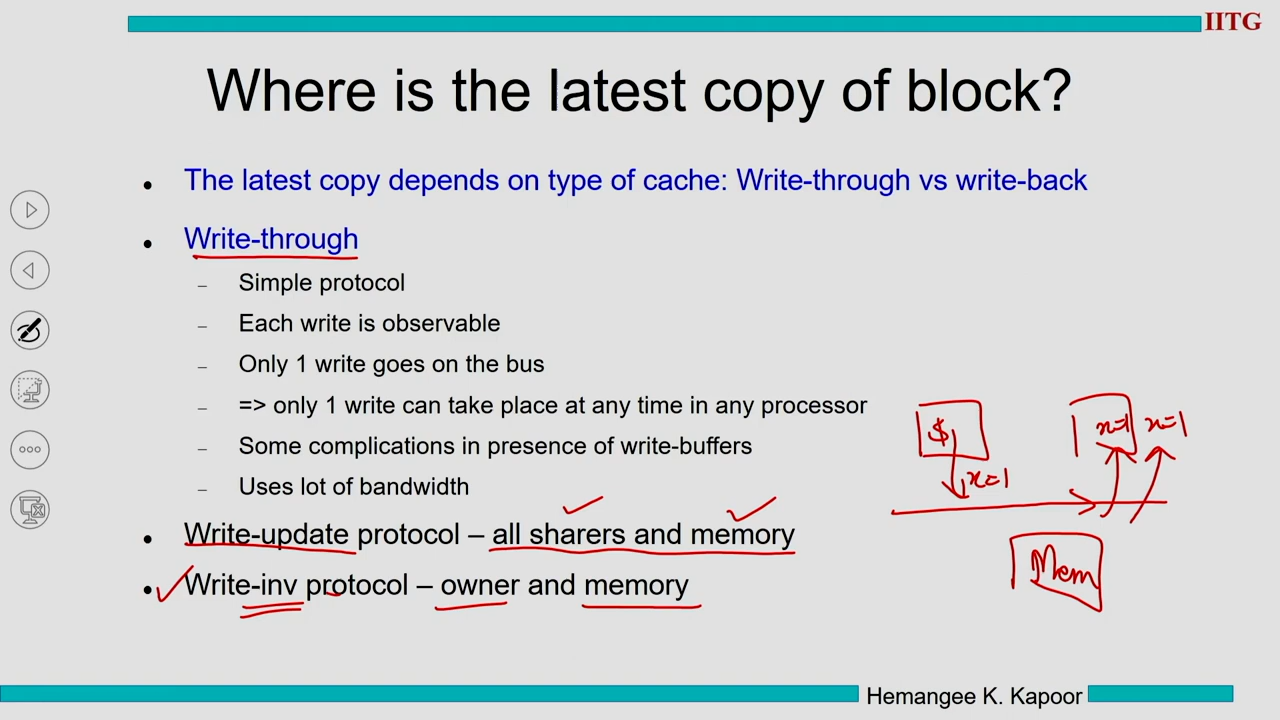 IITG
Where is the latest copy of block?
• The latest copy depends on type of cache: Write-through vs write-back
• Write-through
– Simple protocol
– Each write is observable
– Only 1 write goes on the bus
– => only 1 write can take place at any time in any processor
– Some complications in presence of write-buffers
– Uses lot of bandwidth
• Write-update protocol – all sharers and memory
• Write-inv protocol – owner and memory
$
x=1
x=1
x=1
Mem
Hemangee K. Kapoor